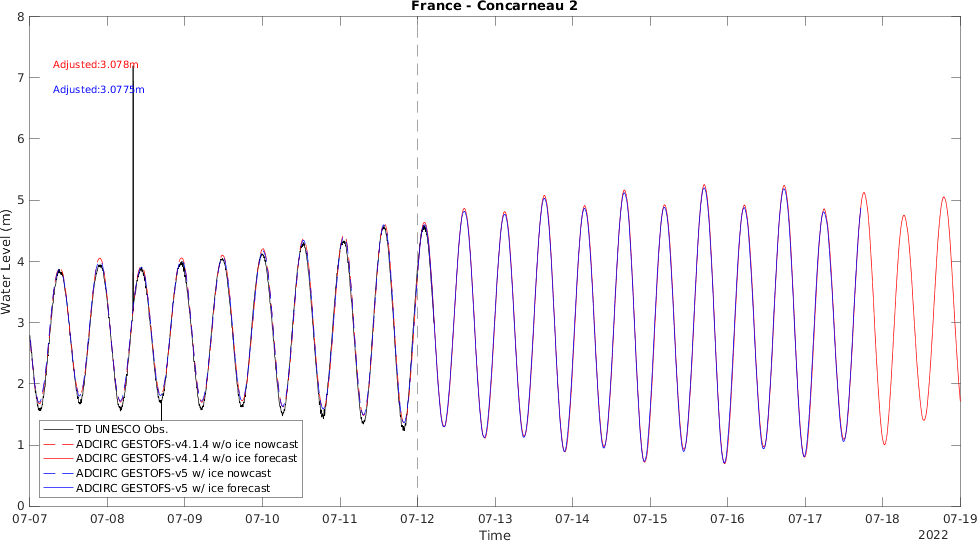 France - Concarneau 2
8
7
6
5
4
3
2
1
0
Water Level (m)
Adjusted:3.078m
Adjusted:3.0775m
TD UNESCO Obs.
ADCIRC GESTOFS-v4.1.4 w/o ice nowcast
ADCIRC GESTOFS-v4.1.4 w/o ice forecast
ADCIRC GESTOFS-v5 w/ ice nowcast
ADCIRC GESTOFS-v5 w/ ice forecast
07-07 07-08 07-09 07-10 07-11 07-12 07-13 07-14 07-15 07-16 07-17 07-18 07-19
Time
2022